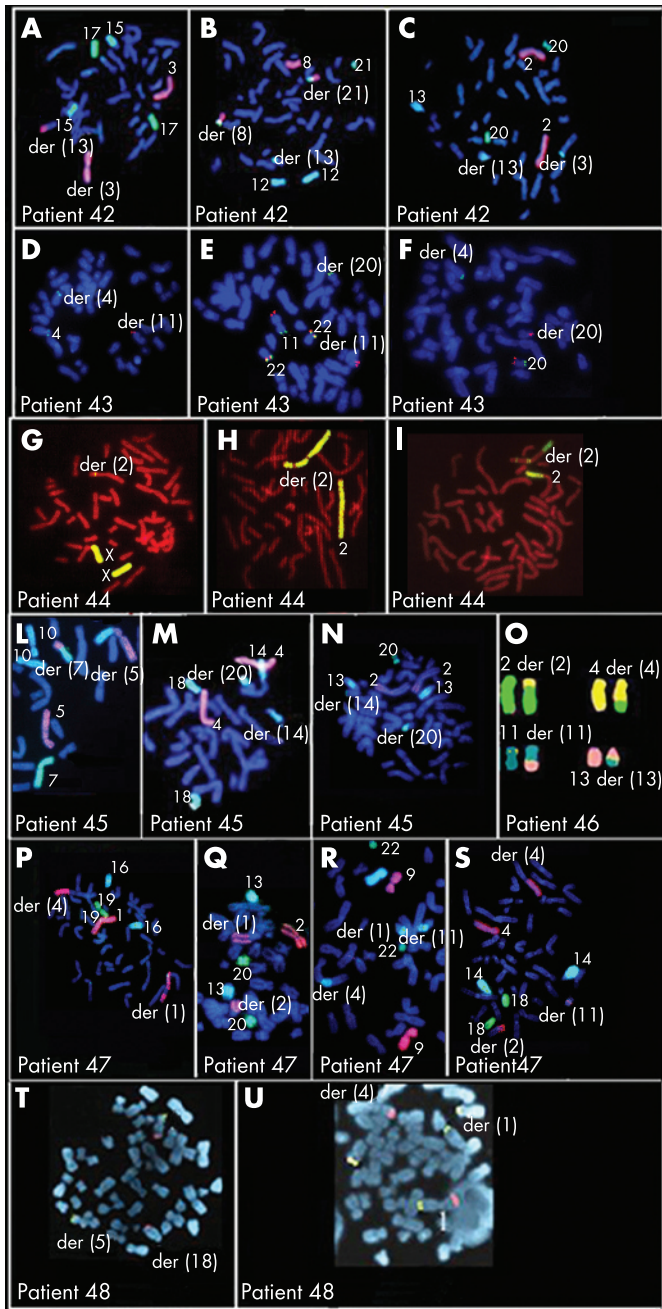 A
15
17
3
15
17
der (13)
der (3)
Patient 42
B
8
21
der (21)
der (8)
der (13)
12
12
Patient 42
C
20
2
13
20
2
der (13)
der (3)
Patient 42
D
der (4)
4
der (11)
Patient 43
E
der (20)
22
11
der (11)
22
Patient 43
F
der (4)
der (20)
20
Patient 43
G
der (2)
X
X
Patient 44
H
der (2)
2
Patient 44
I
der (2)
2
Patient 44
L
10
10
der (7)
der (5)
5
7
Patient 45
M
14 4
18
der (20)
4
der (14)
18
Patient 45
N
20
13 2 2
13
der (14)
der (20)
Patient 45
O
2 der (2) 4 der (4)
11 der (11)
13 der (13)
Patient 46
P
16
der (4)
19
19 1
16
der (1)
Patient 47
Q
13
der (1)
2
20
13
der (2)
20
Patient 47
R
22
9
der (1) der (11)
22
der (4)
9
Patient 47
S
der (4)
4
14
14
18
der (11)
18
der (2)
Patient47
T
der (5)
der (18)
Patient 48
U
der (4)
der (1)
1
Patient 48